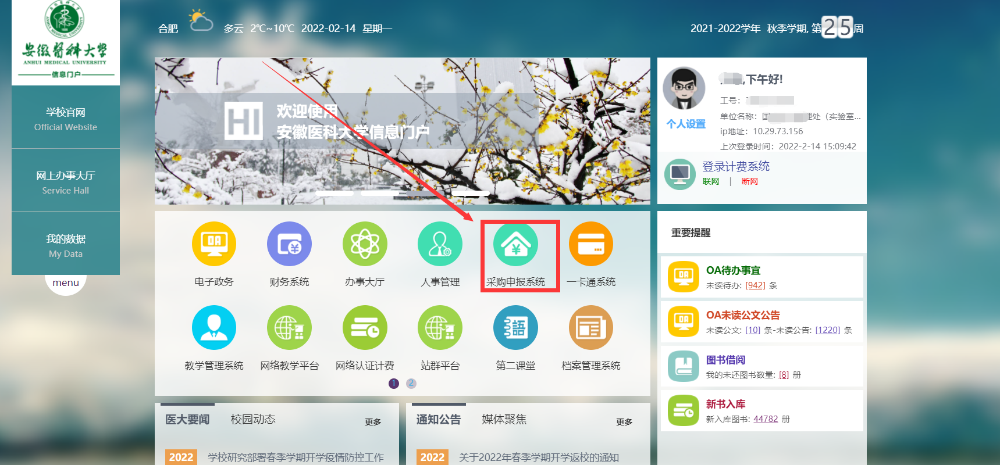 安徽醫科大学
ANHUI MEDICAL UNIVERSITY
信息门户
学校官网
Official Website
网上办事大厅
Service Hall
我的数据
My Data
menu
合肥 多云 2℃~10℃ 2022-02-14 星期一
2021-2022学年 秋季学期, 第25周
HI
欢迎使用
安徽医科大学信息门户
,下午好!
个人设置
工号:
单位名称: 国 理处（实验室...
ip地址: 10.29.73.156
上次登录时间: 2022-2-14 15:09:42
登录计费系统
联网 | 断网
OA
电子政务
财务系统
办事大厅
人事管理
采购申报系统
一卡通系统
語
教学管理系统
网络教学平台
网络认证计费
站群平台
第二课堂
档案管理系统
1 2
重要提醒
OA
OA待办事宜
未读待办: [942] 条
OA
OA未读公文公告
未读公文: [10] 条-未读公告: [1220] 条
图书借阅
我的未还图书数量: [8] 册
新书入库
新入库图书: 44782 册
医大要闻 校园动态 更多
2022 学校研究部署春季学期开学疫情防控工作
通知公告 媒体聚焦 更多
2022 关于2022年春季学期开学返校的通知